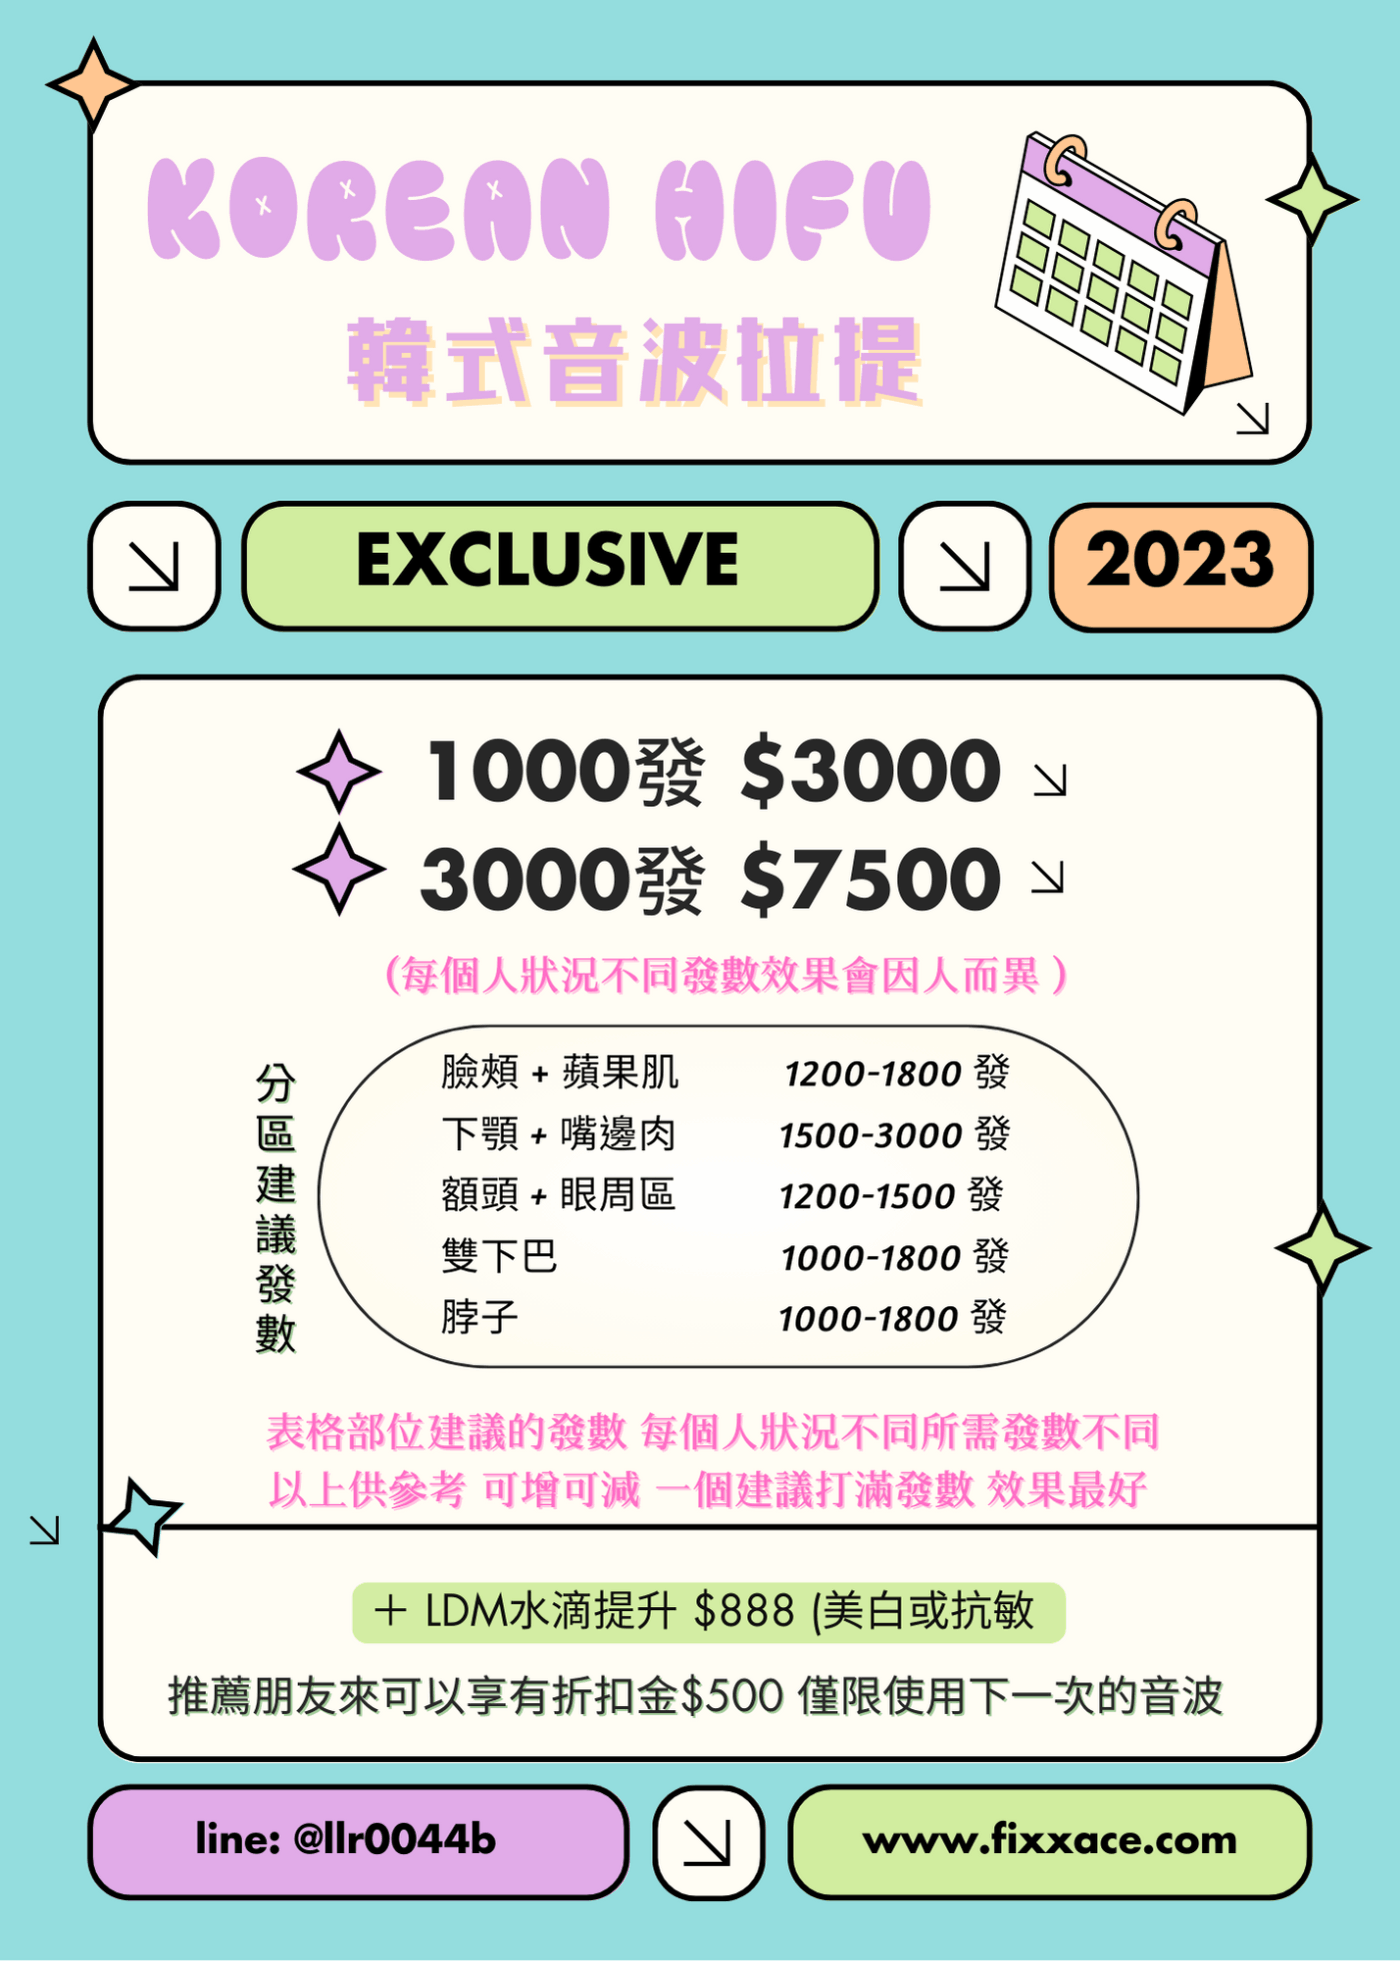 KOREAN HIFU
韓式音波拉提
EXCLUSIVE
2023
1000發 $3000
3000發 $7500
(每個人狀況不同發數效果會因人而異 )
分區建議發數
臉頰 + 蘋果肌 1200-1800 發
下顎 + 嘴邊肉 1500-3000 發
額頭 + 眼周區 1200-1500 發
雙下巴 1000-1800 發
脖子 1000-1800 發
表格部位建議的發數 每個人狀況不同所需發數不同
以上供參考 可增可減 一個建議打滿發數 效果最好
＋ LDM水滴提升 $888 (美白或抗敏
推薦朋友來可以享有折扣金$500 僅限使用下一次的音波
line: @llr0044b
www.fixxace.com